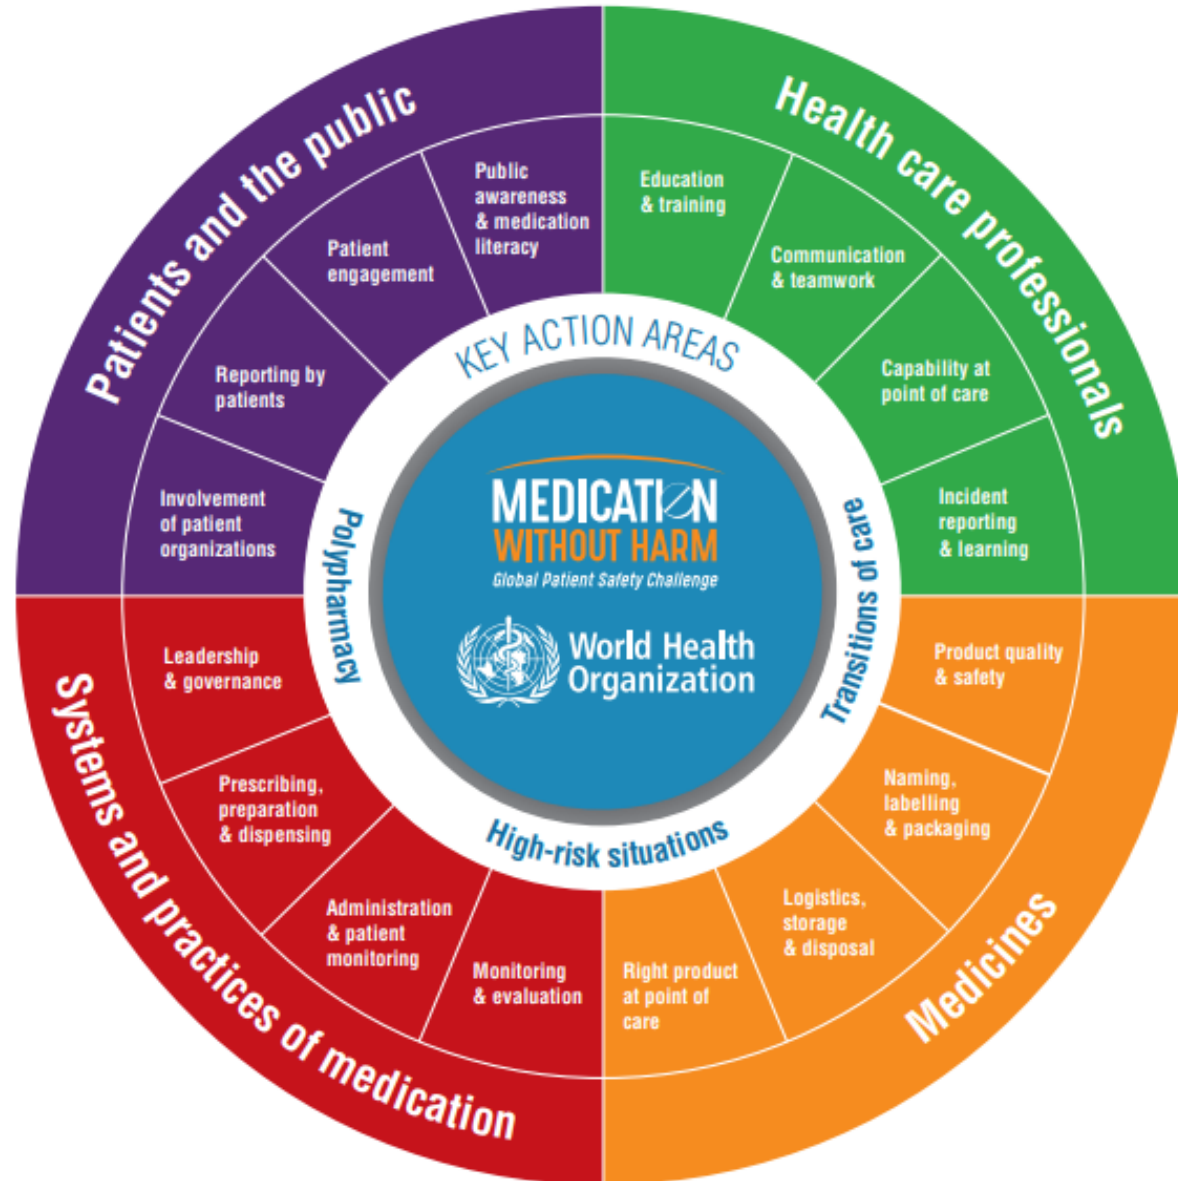 Patients and the public
Public
awareness
& medication
literacy
Patient
engagement
Reporting by
patients
Involvement
of patient
organizations
Health care professionals
Education
& training
Communication
& teamwork
Capability at
point of care
Incident
reporting
& learning
KEY ACTION AREAS
Polypharmacy
Transitions of care
High-risk situations
MEDICATION
WITHOUT HARM
Global Patient Safety Challenge
World Health
Organization
Systems and practices of medication
Leadership
& governance
Prescribing,
preparation
& dispensing
Administration
& patient
monitoring
Monitoring
& evaluation
Medicines
Product quality
& safety
Naming,
labelling
& packaging
Logistics,
storage
& disposal
Right product
at point of
care